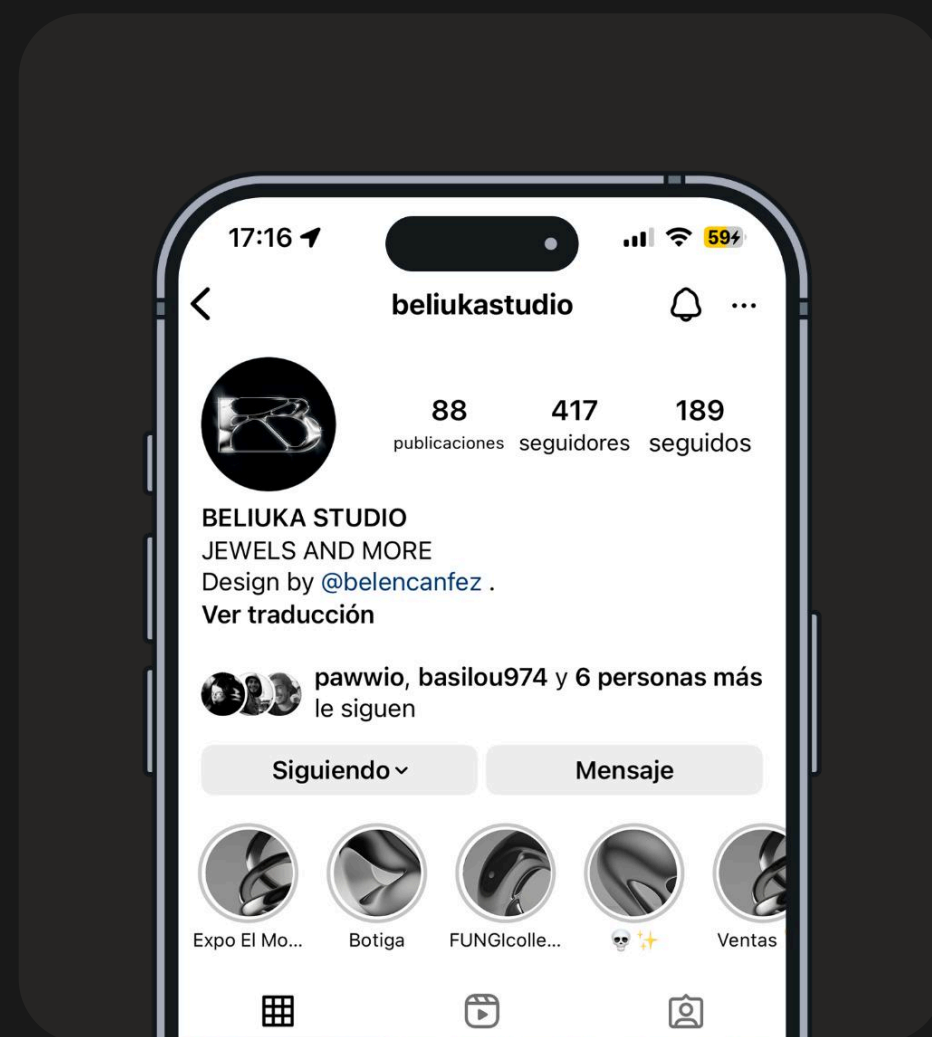 17:16
59
beliukastudio
88 417 189
publicaciones seguidores seguidos
BELIUKA STUDIO
JEWELS AND MORE
Design by @belencanfez .
Ver traducción
pawwio, basilou974 y 6 personas más
le siguen
Siguiendo Mensaje
Expo El Mo... Botiga FUNGIcolle... 💀✨ Ventas